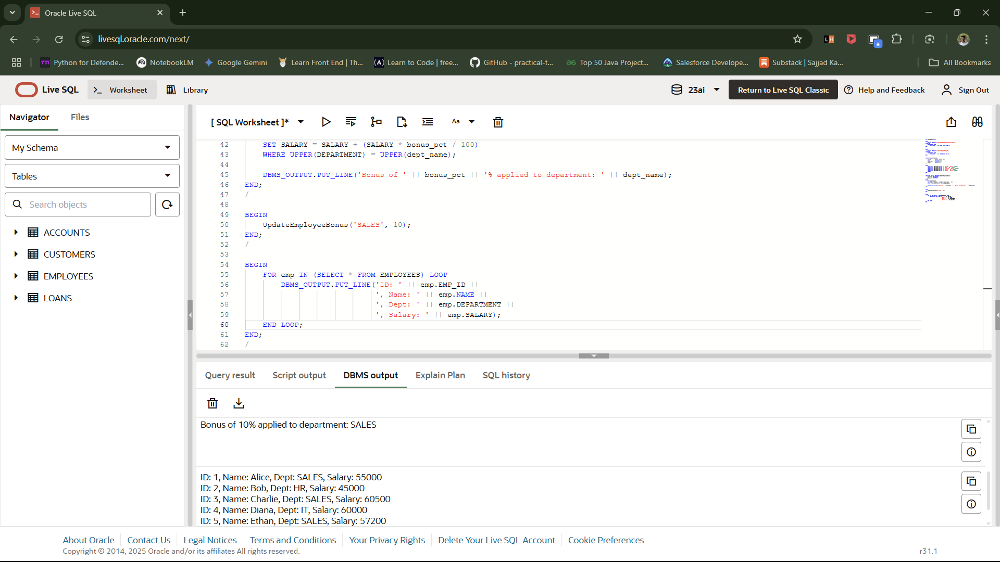 Oracle Live SQL
livesql.oracle.com/next/
Python for Defende...
NotebookLM
Google Gemini
Learn Front End | Th...
Learn to Code | free...
GitHub - practical-t...
Top 50 Java Project...
Salesforce Develope...
Substack | Sajjad Ka...
All Bookmarks
Live SQL
Worksheet
Library
23ai
Return to Live SQL Classic
Help and Feedback
Sign Out
Navigator
Files
My Schema
Tables
Search objects
ACCOUNTS
CUSTOMERS
EMPLOYEES
LOANS
[ SQL Worksheet ]*
Aa
42 SET SALARY = SALARY + (SALARY * bonus_pct / 100)
43 WHERE UPPER(DEPARTMENT) = UPPER(dept_name);
44
45 DBMS_OUTPUT.PUT_LINE('Bonus of ' || bonus_pct || '% applied to department: ' || dept_name);
46 END;
47 /
48
49 BEGIN
50 UpdateEmployeeBonus('SALES', 10);
51 END;
52 /
53
54 BEGIN
55 FOR emp IN (SELECT * FROM EMPLOYEES) LOOP
56 DBMS_OUTPUT.PUT_LINE('ID: ' || emp.EMP_ID ||
57 ', Name: ' || emp.NAME ||
58 ', Dept: ' || emp.DEPARTMENT ||
59 ', Salary: ' || emp.SALARY);
60 END LOOP;
61 END;
62 /
Query result
Script output
DBMS output
Explain Plan
SQL history
Bonus of 10% applied to department: SALES
ID: 1, Name: Alice, Dept: SALES, Salary: 55000
ID: 2, Name: Bob, Dept: HR, Salary: 45000
ID: 3, Name: Charlie, Dept: SALES, Salary: 60500
ID: 4, Name: Diana, Dept: IT, Salary: 60000
ID: 5, Name: Ethan, Dept: SALES, Salary: 57200
About Oracle
Contact Us
Legal Notices
Terms and Conditions
Your Privacy Rights
Delete Your Live SQL Account
Cookie Preferences
Copyright © 2014, 2025 Oracle and/or its affiliates All rights reserved.
r31.1